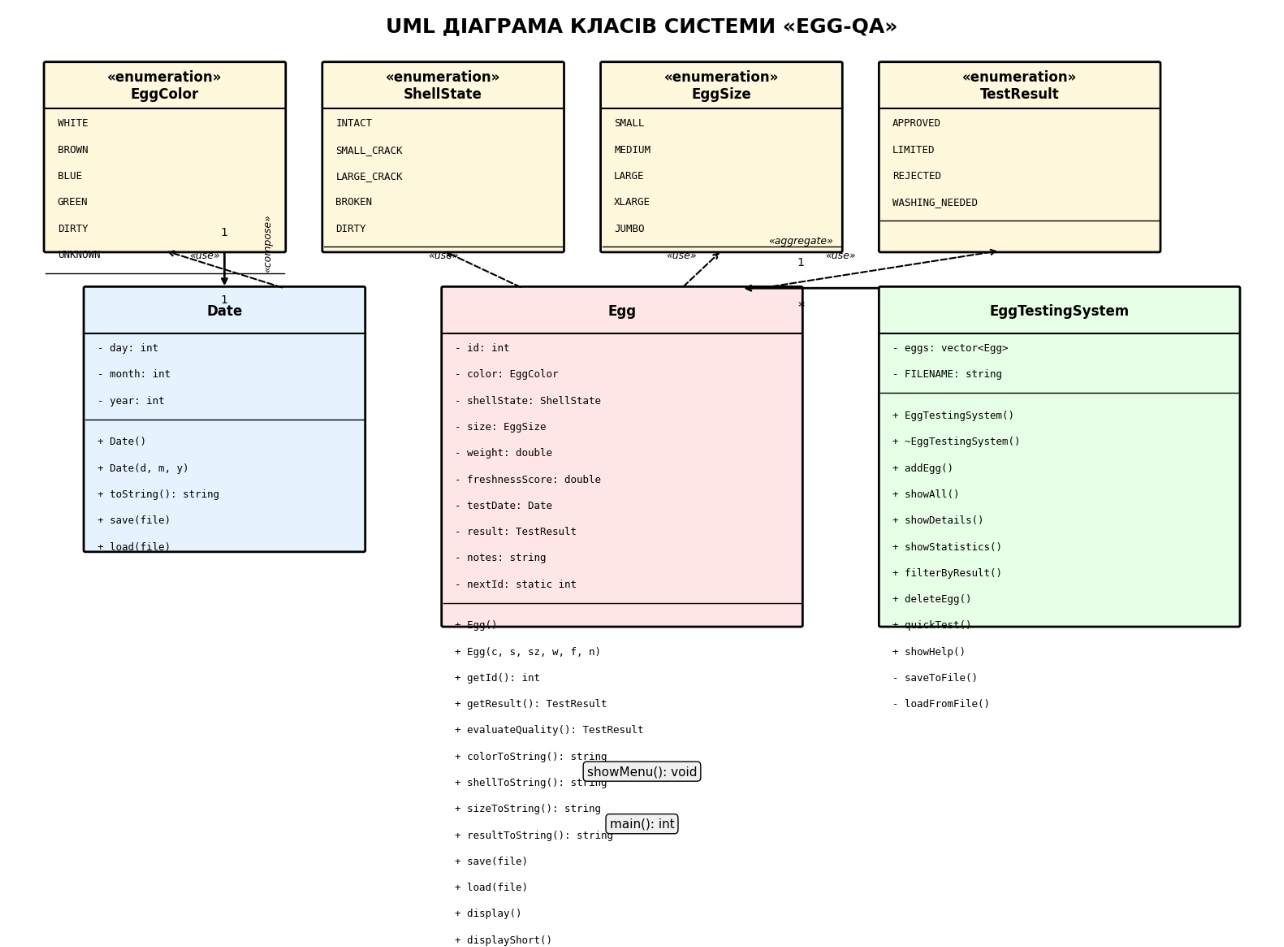 UML ДІАГРАМА КЛАСІВ СИСТЕМИ «EGG-QA»
«enumeration»
EggColor
WHITE
BROWN
BLUE
GREEN
DIRTY
UNKNOWN
«enumeration»
ShellState
INTACT
SMALL_CRACK
LARGE_CRACK
BROKEN
DIRTY
«enumeration»
EggSize
SMALL
MEDIUM
LARGE
XLARGE
JUMBO
«enumeration»
TestResult
APPROVED
LIMITED
REJECTED
WASHING_NEEDED
1
«compose»
«use»
1
«use»
«use»
«aggregate»
1
«use»
*
Date
- day: int
- month: int
- year: int
+ Date()
+ Date(d, m, y)
+ toString(): string
+ save(file)
+ load(file)
Egg
- id: int
- color: EggColor
- shellState: ShellState
- size: EggSize
- weight: double
- freshnessScore: double
- testDate: Date
- result: TestResult
- notes: string
- nextId: static int
+ Egg()
+ Egg(c, s, sz, w, f, n)
+ getId(): int
+ getResult(): TestResult
+ evaluateQuality(): TestResult
+ colorToString(): string
+ shellToString(): string
+ sizeToString(): string
+ resultToString(): string
+ save(file)
+ load(file)
+ display()
+ displayShort()
EggTestingSystem
- eggs: vector<Egg>
- FILENAME: string
+ EggTestingSystem()
+ ~EggTestingSystem()
+ addEgg()
+ showAll()
+ showDetails()
+ showStatistics()
+ filterByResult()
+ deleteEgg()
+ quickTest()
+ showHelp()
- saveToFile()
- loadFromFile()
showMenu(): void
main(): int